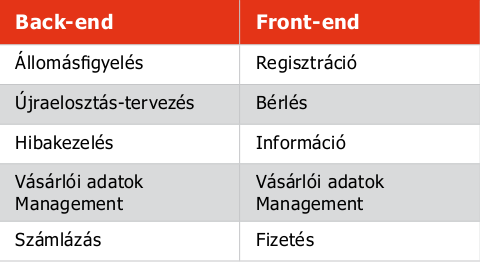 Back-end Front-end
Állomásfigyelés Regisztráció
Újraelosztás-tervezés Bérlés
Hibakezelés Információ
Vásárlói adatok Vásárlói adatok
Management Management
Számlázás Fizetés